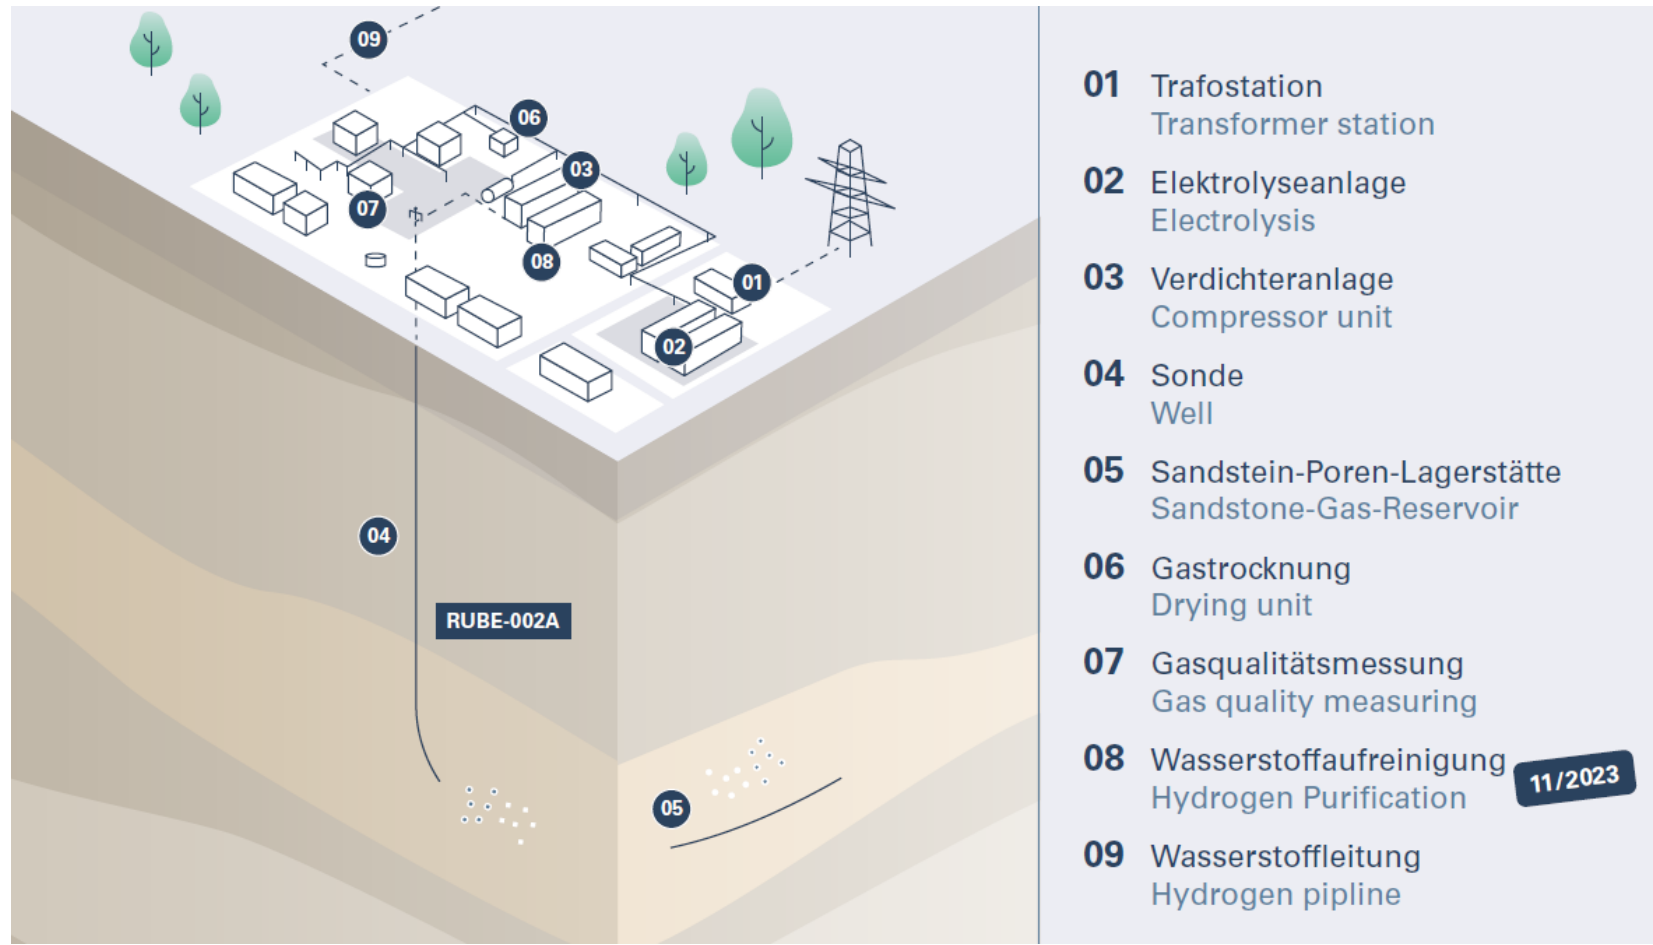 09
06
03
07
08
01
02
04
RUBE-002A
05
01 Trafostation
Transformer station
02 Elektrolyseanlage
Electrolysis
03 Verdichteranlage
Compressor unit
04 Sonde
Well
05 Sandstein-Poren-Lagerstätte
Sandstone-Gas-Reservoir
06 Gastrocknung
Drying unit
07 Gasqualitätsmessung
Gas quality measuring
08 Wasserstoffaufreinigung
Hydrogen Purification
11/2023
09 Wasserstoffleitung
Hydrogen pipline